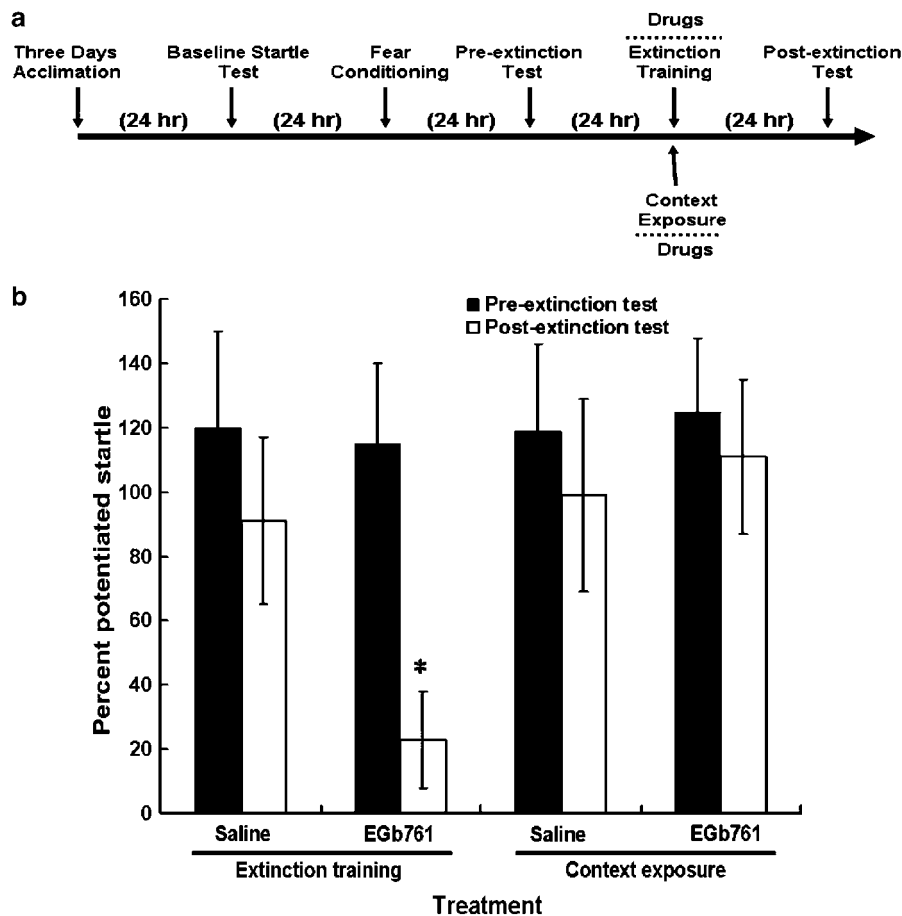 a
Three Days
Acclimation
Baseline Startle
Test
Fear
Conditioning
Pre-extinction
Test
Drugs
Extinction
Training
Post-extinction
Test
(24 hr)
(24 hr)
(24 hr)
(24 hr)
(24 hr)
Context
Exposure
Drugs
b
Pre-extinction test
Post-extinction test
Percent potentiated startle
160
140
120
100
80
60
40
20
0
*
Saline
EGb761
Saline
EGb761
Extinction training
Context exposure
Treatment